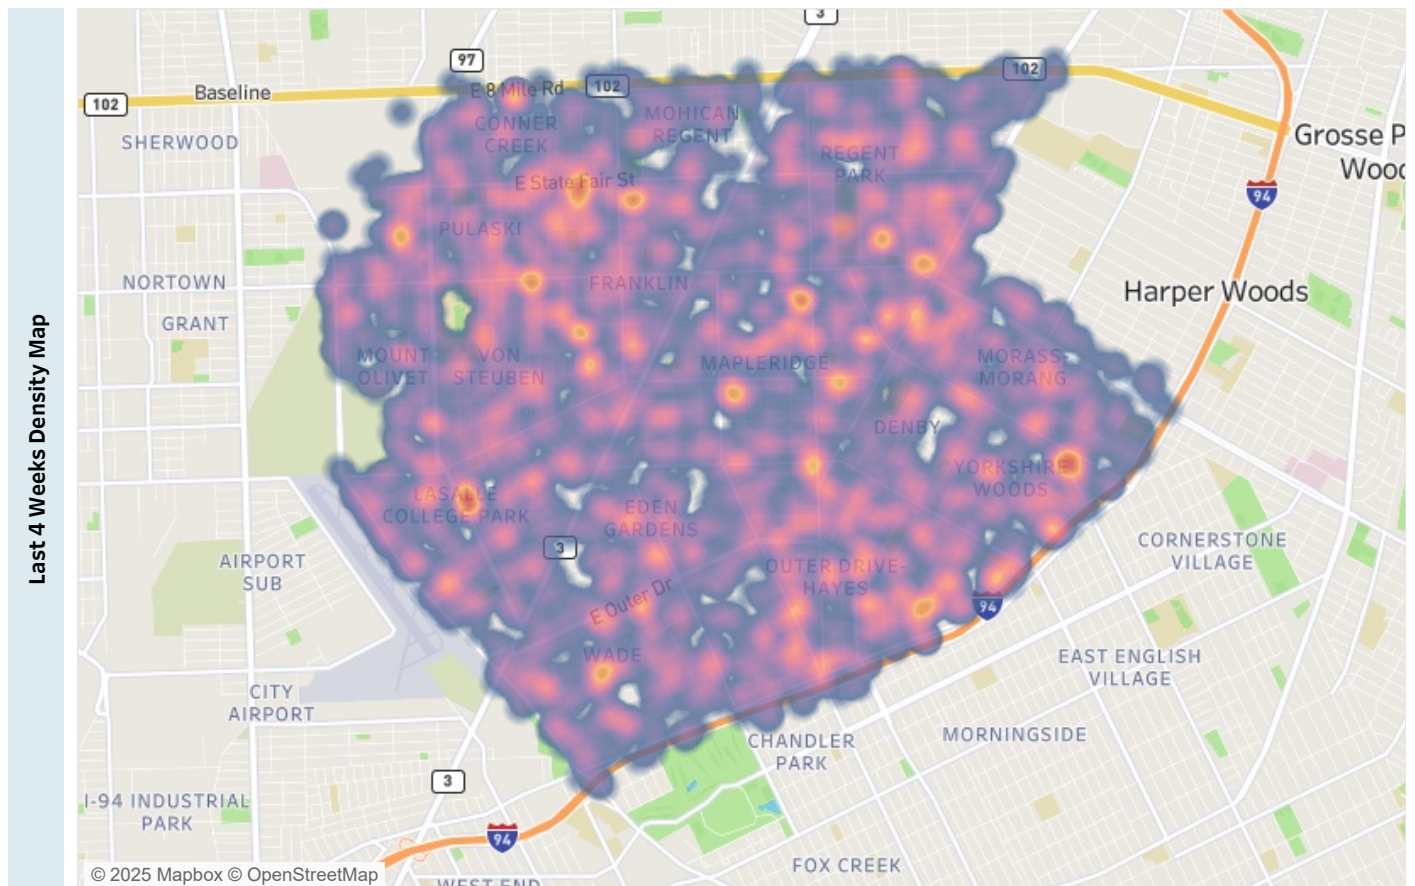 Last 4 Weeks Density Map
3
97
102
E 8 Mile Rd
102
Baseline
102
Grosse P
Wood
SHERWOOD
CONNER
CREEK
MOHICAN
REGENT
REGENT
PARK
E State Fair St
94
PULASKI
NORTOWN
FRANKLIN
Harper Woods
GRANT
MOUNT
OLIVET
VON
STEUBEN
MAPLERIDGE
MORASS-
MORANG
DENBY
YORKSHIRE
WOODS
LASALLE
COLLEGE PARK
EDEN
GARDENS
3
CORNERSTONE
VILLAGE
AIRPORT
SUB
OUTER DRIVE-
HAYES
E Outer Dr
94
WADE
EAST ENGLISH
VILLAGE
CITY
AIRPORT
CHANDLER
PARK
MORNINGSIDE
3
I-94 INDUSTRIAL
PARK
94
FOX CREEK
© 2025 Mapbox © OpenStreetMap
WEST END